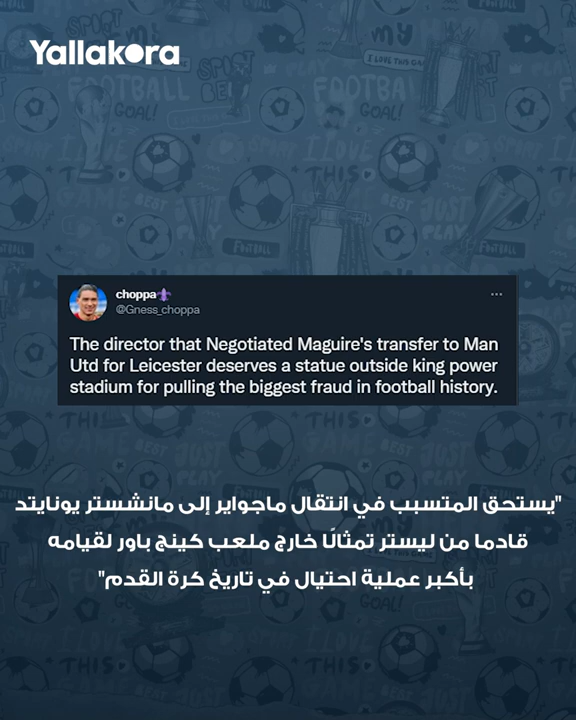 Yallakora
choppa⚜
@Gness_choppa
The director that Negotiated Maguire's transfer to Man
Utd for Leicester deserves a statue outside king power
stadium for pulling the biggest fraud in football history.
"يستحق المتسبب في انتقال ماجواير إلى مانشستر يونايتد
قادما من ليستر تمثالًا خارج ملعب كينج باور لقيامه
بأكبر عملية احتيال في تاريخ كرة القدم"